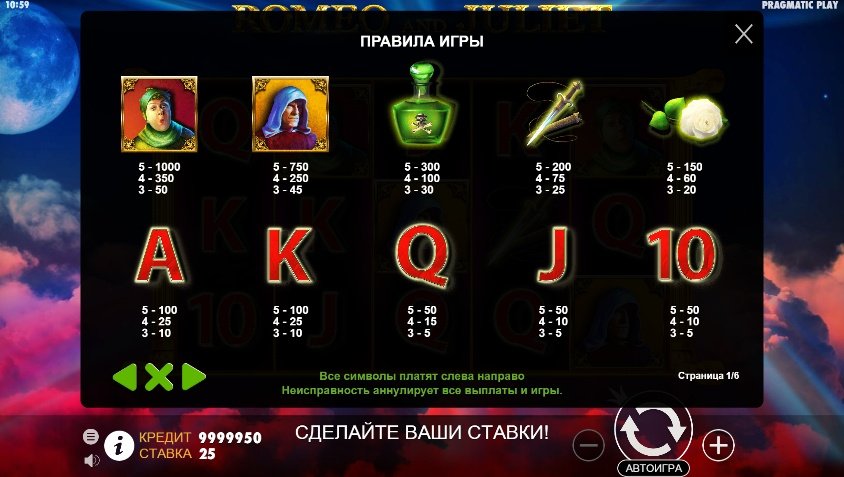 10:59
ROMEO AND JULIET
PRAGMATIC PLAY
ПРАВИЛА ИГРЫ
5 - 1000
4 - 350
3 - 50
5 - 750
4 - 250
3 - 45
5 - 300
4 - 100
3 - 30
5 - 200
4 - 75
3 - 25
5 - 150
4 - 60
3 - 20
A K Q J 10
5 - 100
4 - 25
3 - 10
5 - 100
4 - 25
3 - 10
5 - 50
4 - 15
3 - 5
5 - 50
4 - 10
3 - 5
5 - 50
4 - 10
3 - 5
Все символы платят слева направо
Неисправность аннулирует все выплаты и игры.
Страница 1/6
КРЕДИТ 9999950
СТАВКА 25
СДЕЛАЙТЕ ВАШИ СТАВКИ!
АВТОИГРА